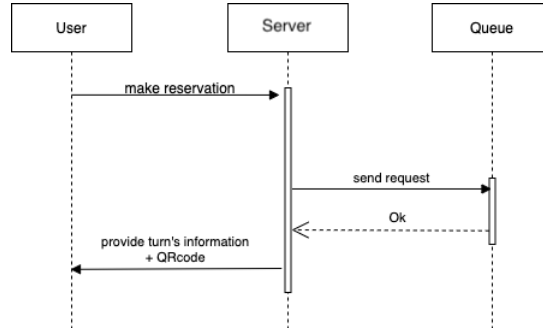 User
Server
Queue
make reservation
send request
Ok
provide turn's information
+ QRcode